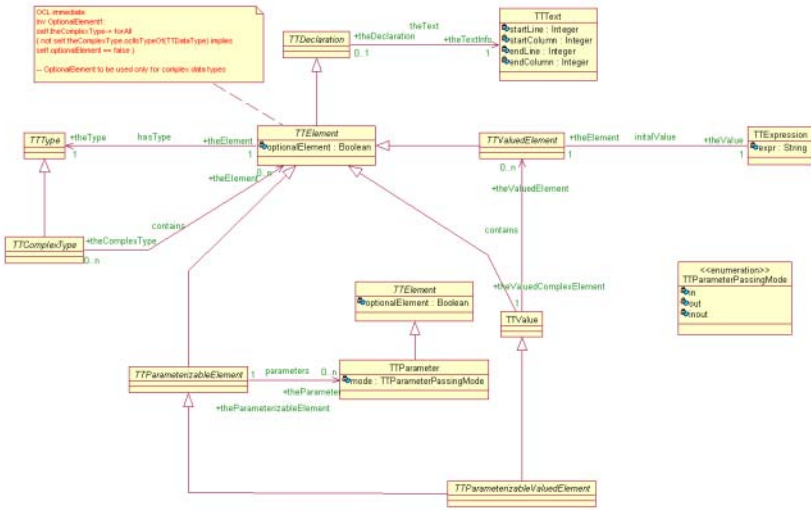 OCL immediate:
inv OptionalElement1:
self.theComplexType-> forAll
( not self.theComplexType.oclIsTypeOf(TTDataType) implies
self.optionalElement == false )
-- OptionalElement to be used only for complex data types
TTDeclaration
theText
+theDeclaration
+theTextInfo
0..1
1
TTText
startLine : Integer
startColumn : Integer
endLine : Integer
endColumn : Integer
TTType
+theType
hasType
+theElement
1
1
TTElement
optionalElement : Boolean
TTValuedElement
+theElement
initalValue
+theValue
1
1
TTExpression
expr : String
0..n
+theElement
0..n
+theValuedElement
contains
contains
TTComplexType
+theComplexType
0..n
+theValuedComplexElement
1
TTValue
<<enumeration>>
TTParameterPassingMode
in
out
inout
TTElement
optionalElement : Boolean
TTParameterizableElement
1
parameters
0..n
+theParameter
+theParameterizableElement
TTParameter
mode : TTParameterPassingMode
TTParameterizableValuedElement